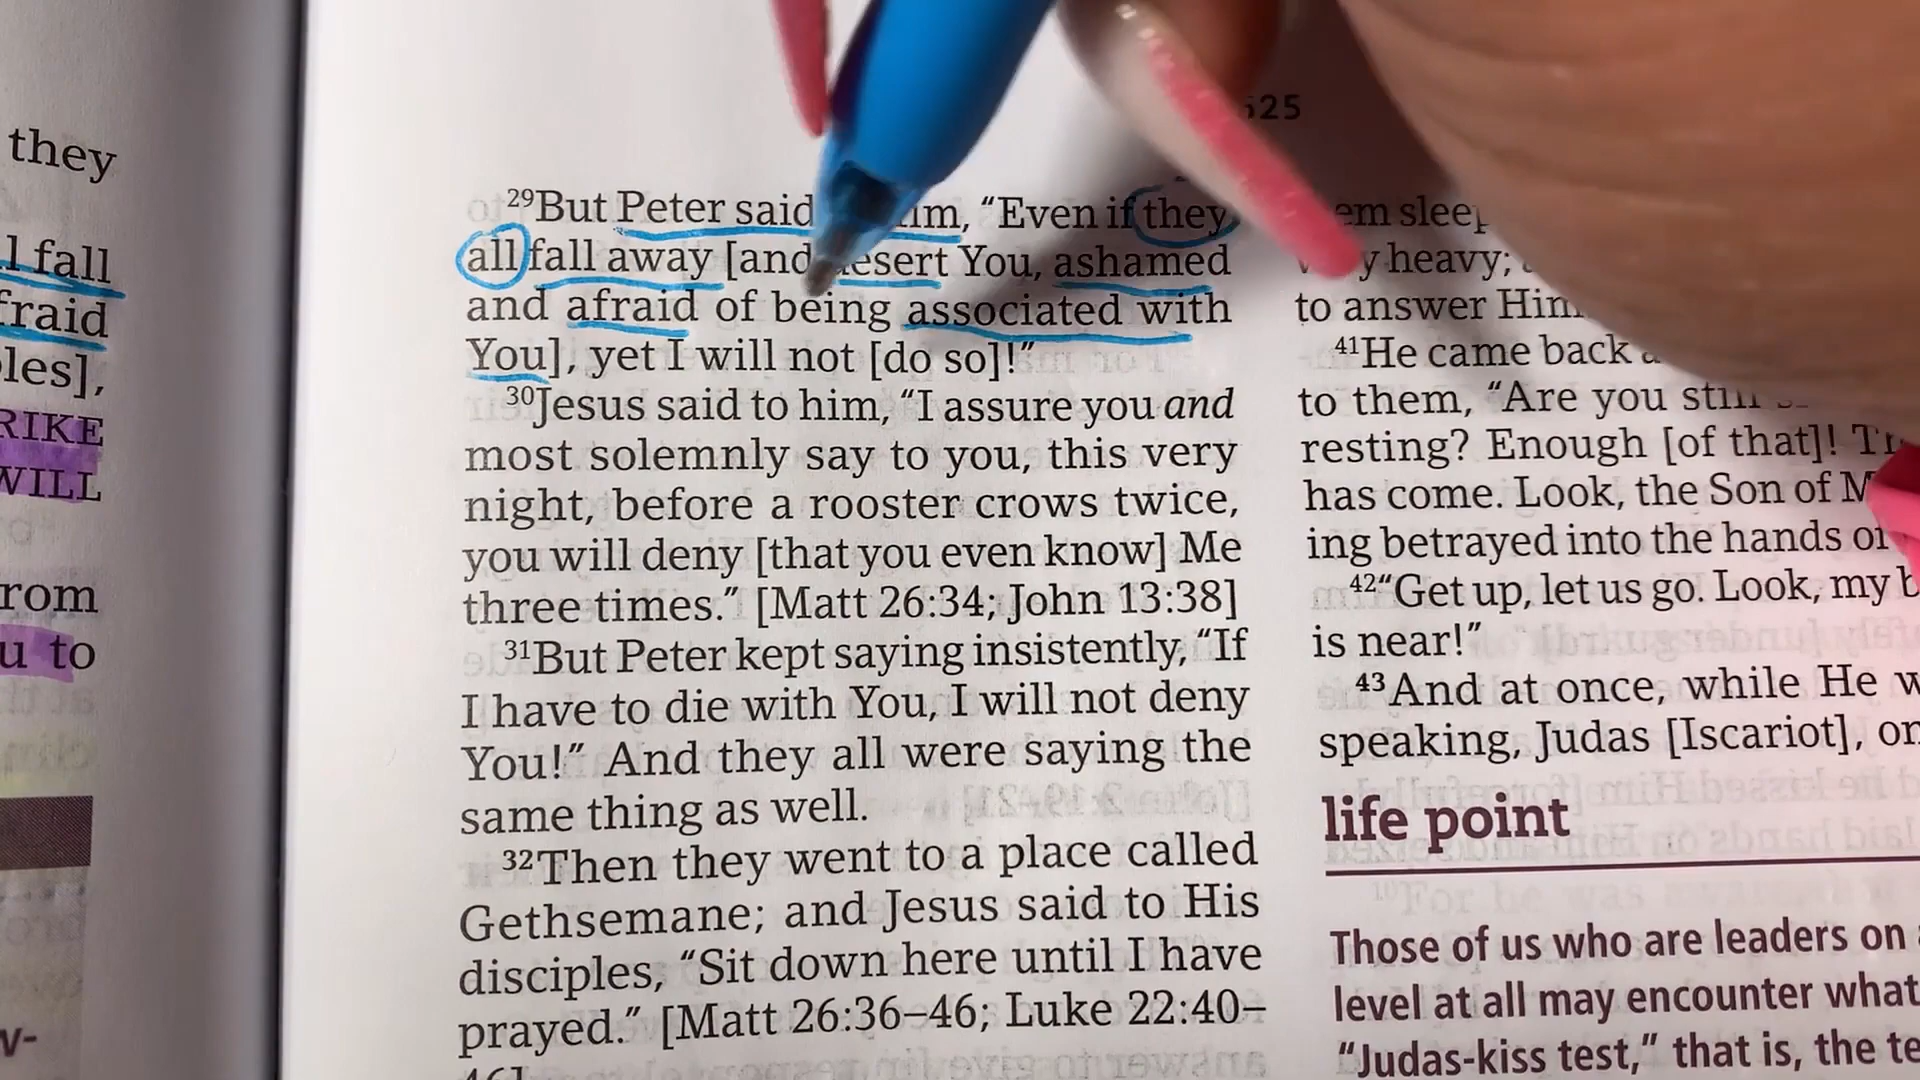 they
l fall
fraid
les],
RIKE
WILL
rom
u to
v-
525
29But Peter said him, “Even if they
all fall away [and desert You, ashamed
and afraid of being associated with
You], yet I will not [do so]!”
30Jesus said to him, “I assure you and
most solemnly say to you, this very
night, before a rooster crows twice,
you will deny [that you even know] Me
three times.” [Matt 26:34; John 13:38]
31But Peter kept saying insistently, “If
I have to die with You, I will not deny
You!” And they all were saying the
same thing as well.
32Then they went to a place called
Gethsemane; and Jesus said to His
disciples, “Sit down here until I have
prayed.” [Matt 26:36–46; Luke 22:40–
46]
em sleep
y heavy;
to answer Him
41He came back
to them, “Are you still
resting? Enough [of that]!
has come. Look, the Son of M
ing betrayed into the hands of
42“Get up, let us go. Look, my b
is near!”
43And at once, while He w
speaking, Judas [Iscariot], on
life point
Those of us who are leaders on
level at all may encounter what
“Judas-kiss test,” that is, the te